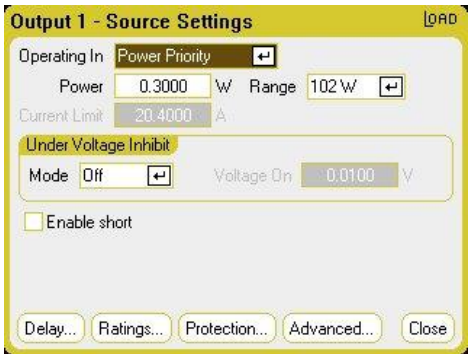 Output 1 - Source Settings LOAD
Operating In Power Priority
Power 0.3000 W Range 102 W
Current Limit 20.4000 A
Under Voltage Inhibit
Mode Off Voltage On 0.0100 V
Enable short
Delay... Ratings... Protection... Advanced... Close